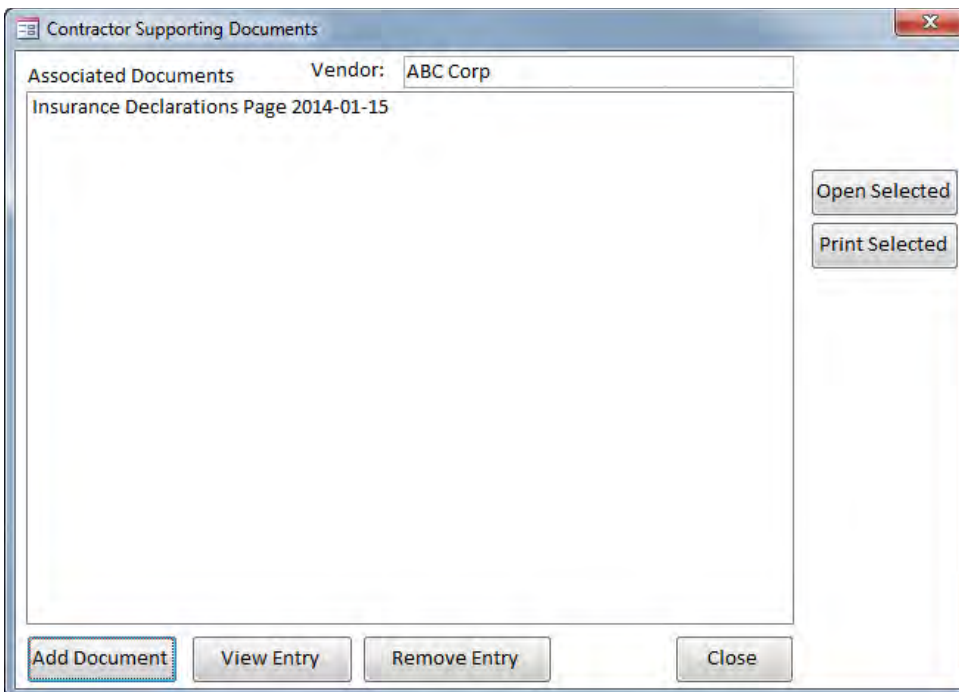 Contractor Supporting Documents
Associated Documents Vendor: ABC Corp
Insurance Declarations Page 2014-01-15
Open Selected
Print Selected
Add Document View Entry Remove Entry Close